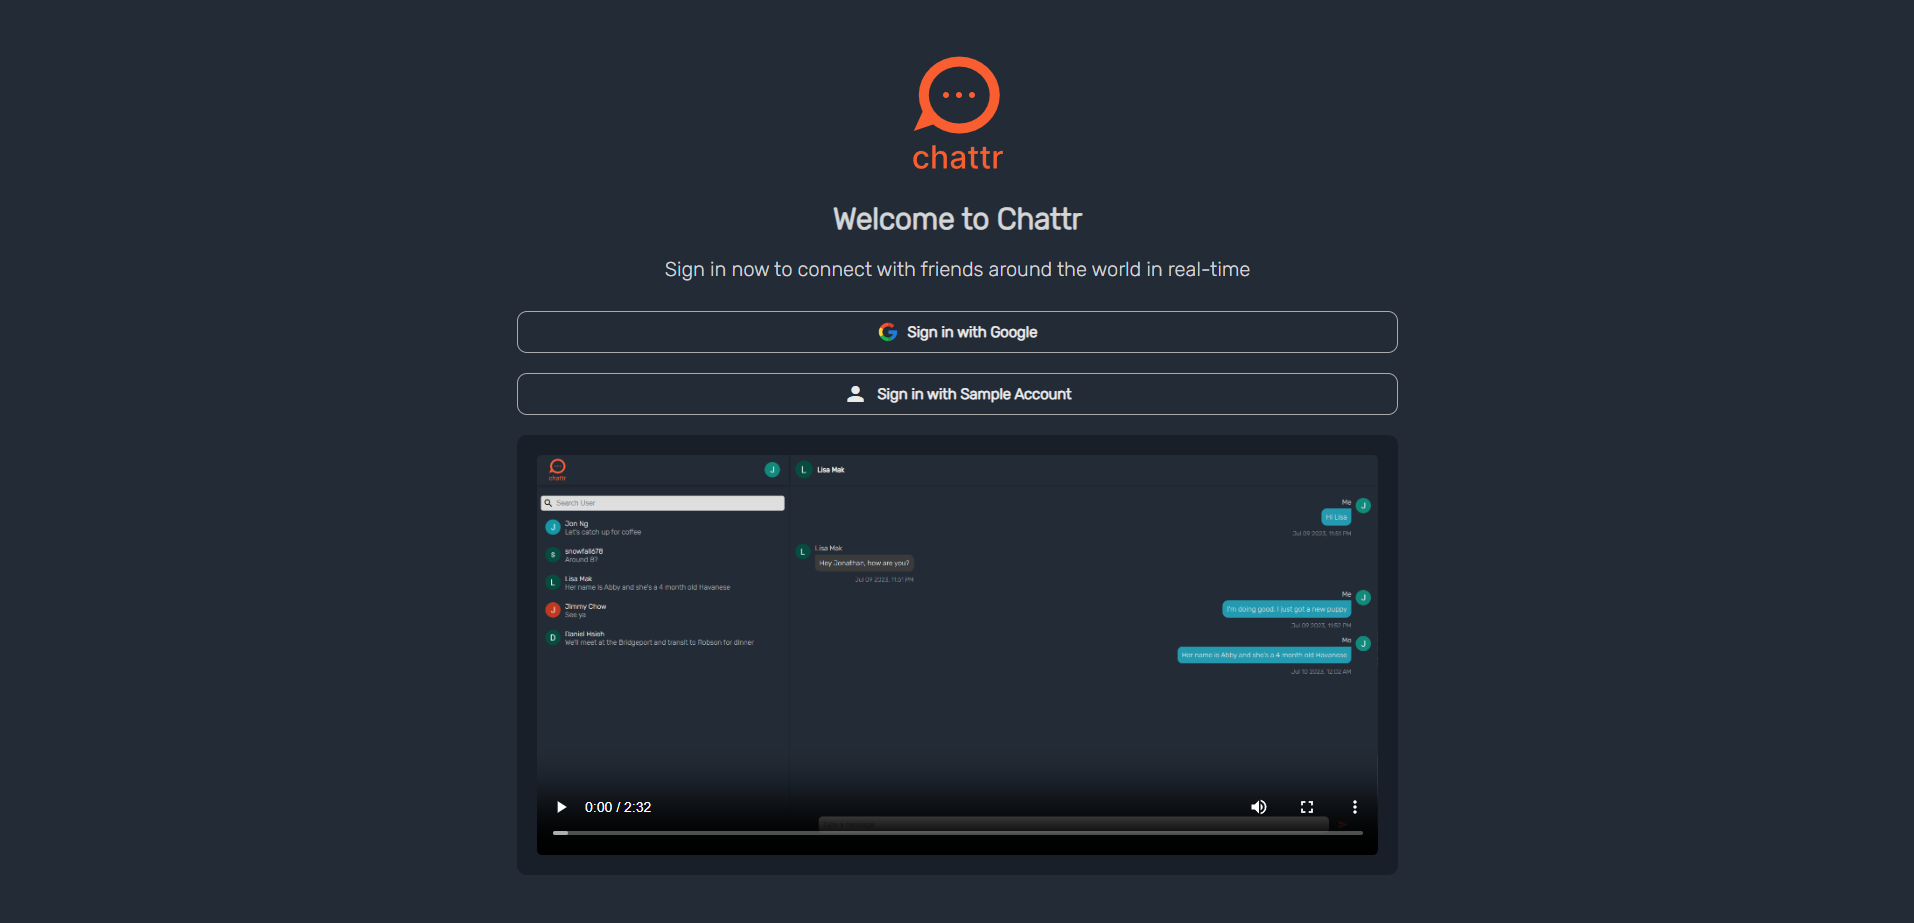 chattr
Welcome to Chattr
Sign in now to connect with friends around the world in real-time
Sign in with Google
Sign in with Sample Account
chattr
J
Search User
J
Jon Ng
Let's catch up for coffee
s
snowfall678
Around 8?
L
Lisa Mak
Her name is Abby and she's a 4 month old Havanese
J
Jimmy Chow
See ya
D
Daniel Hsieh
We'll meet at the Bridgeport and transit to Robson for dinner
L
Lisa Mak
Me
J
Hi Lisa
Jul 09 2023, 11:51 PM
L
Lisa Mak
Hey Jonathan, how are you?
Jul 09 2023, 11:51 PM
Me
J
I'm doing good. I just got a new puppy
Jul 09 2023, 11:52 PM
Me
J
Her name is Abby and she's a 4 month old Havanese
Jul 10 2023, 12:02 AM
0:00 / 2:32